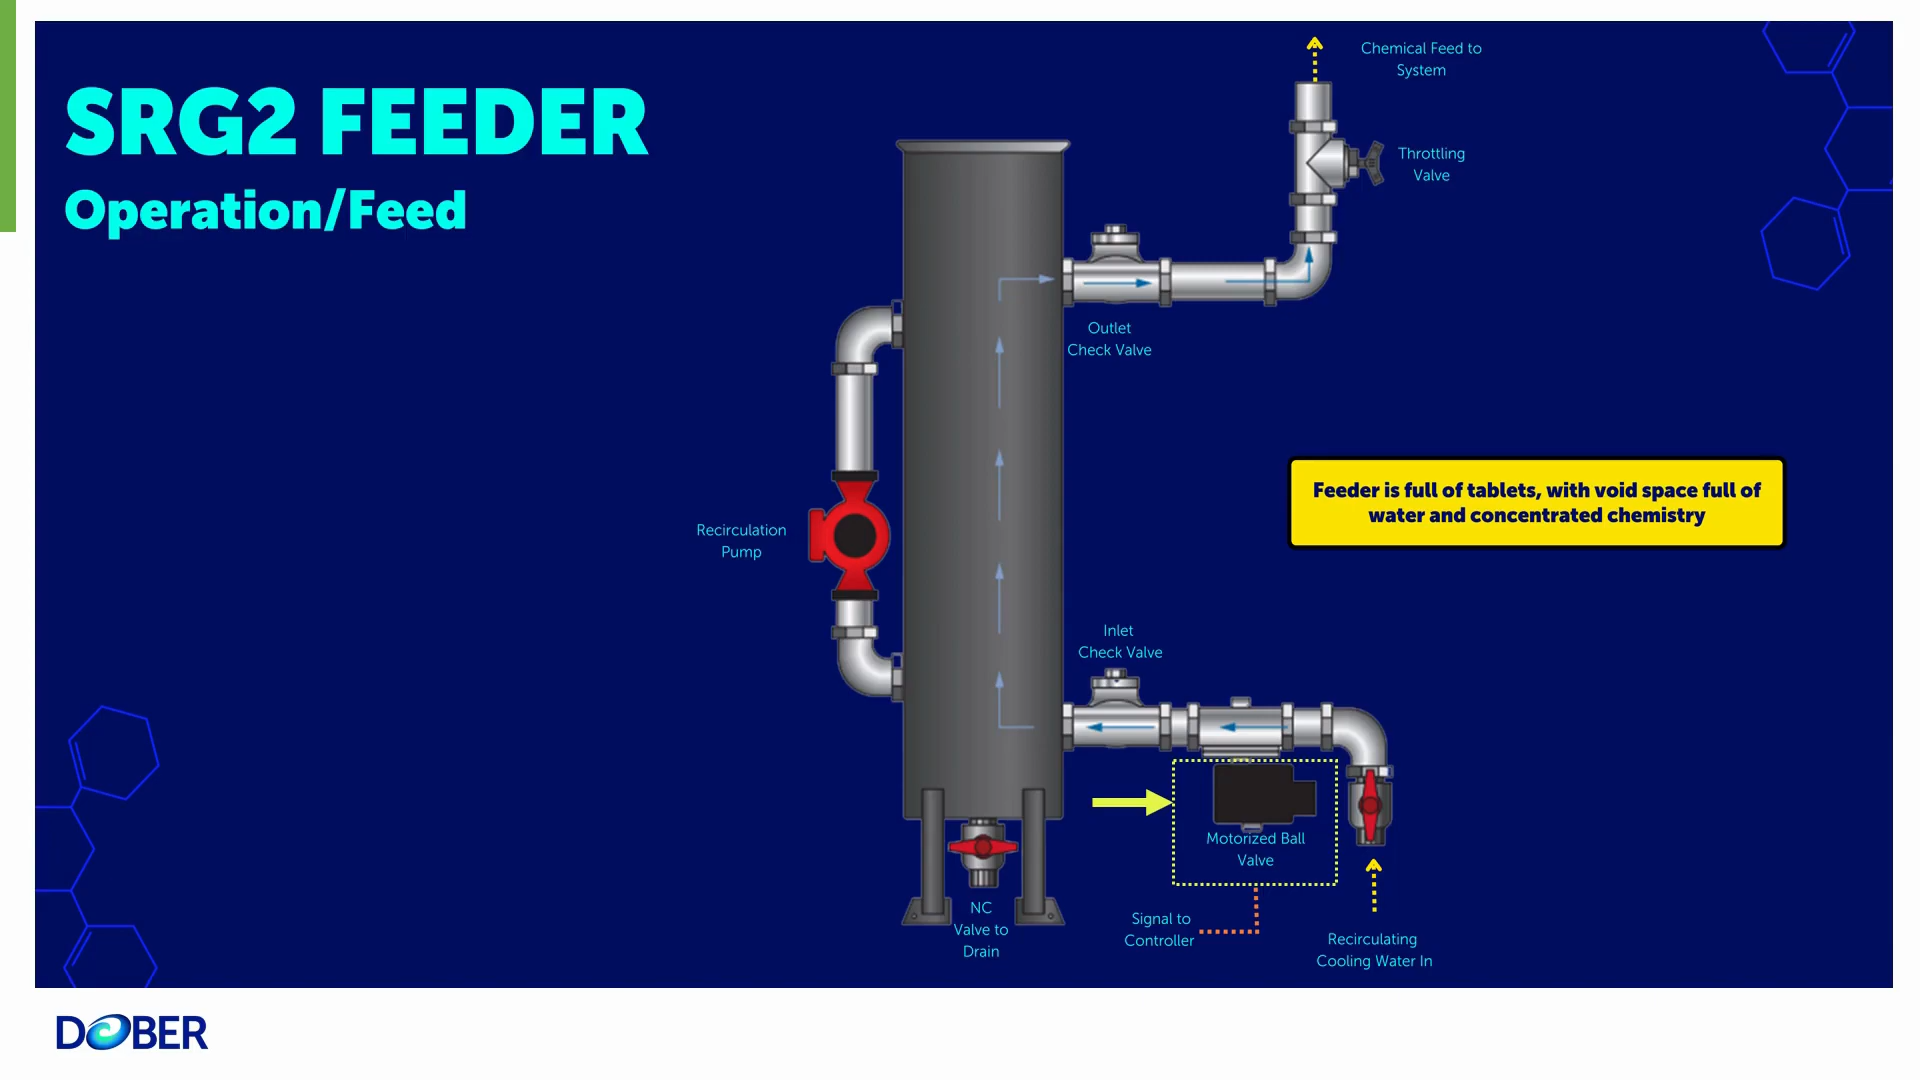 SRG2 FEEDER
Operation/Feed
Chemical Feed to
System
Throttling
Valve
Outlet
Check Valve
Feeder is full of tablets, with void space full of
water and concentrated chemistry
Recirculation
Pump
Inlet
Check Valve
Motorized Ball
Valve
NC
Valve to
Drain
Signal to
Controller
Recirculating
Cooling Water In
DOBER